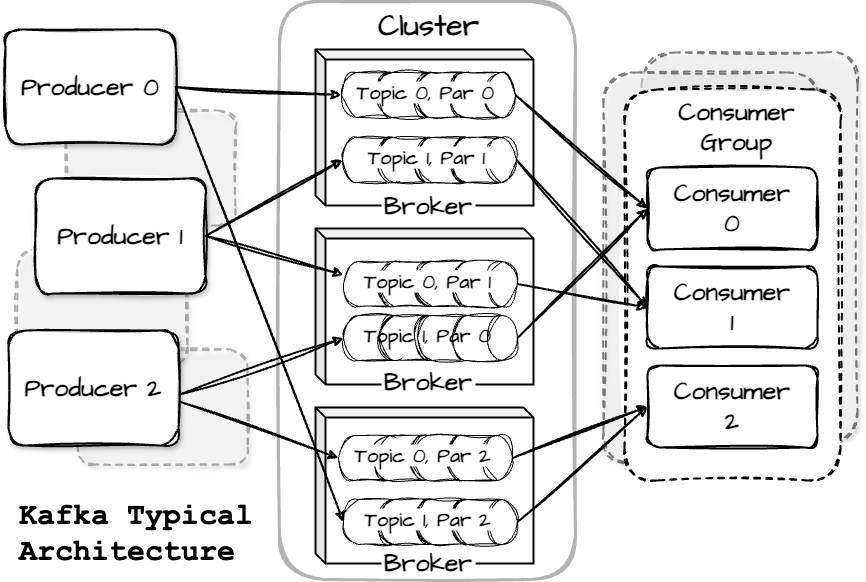 Cluster
Producer 0
Topic 0, Par 0
Topic 1, Par 1
Broker
Producer 1
Topic 0, Par 1
Topic 1, Par 0
Broker
Producer 2
Topic 0, Par 2
Topic 1, Par 2
Broker
Consumer
Group
Consumer
0
Consumer
1
Consumer
2
Kafka Typical
Architecture